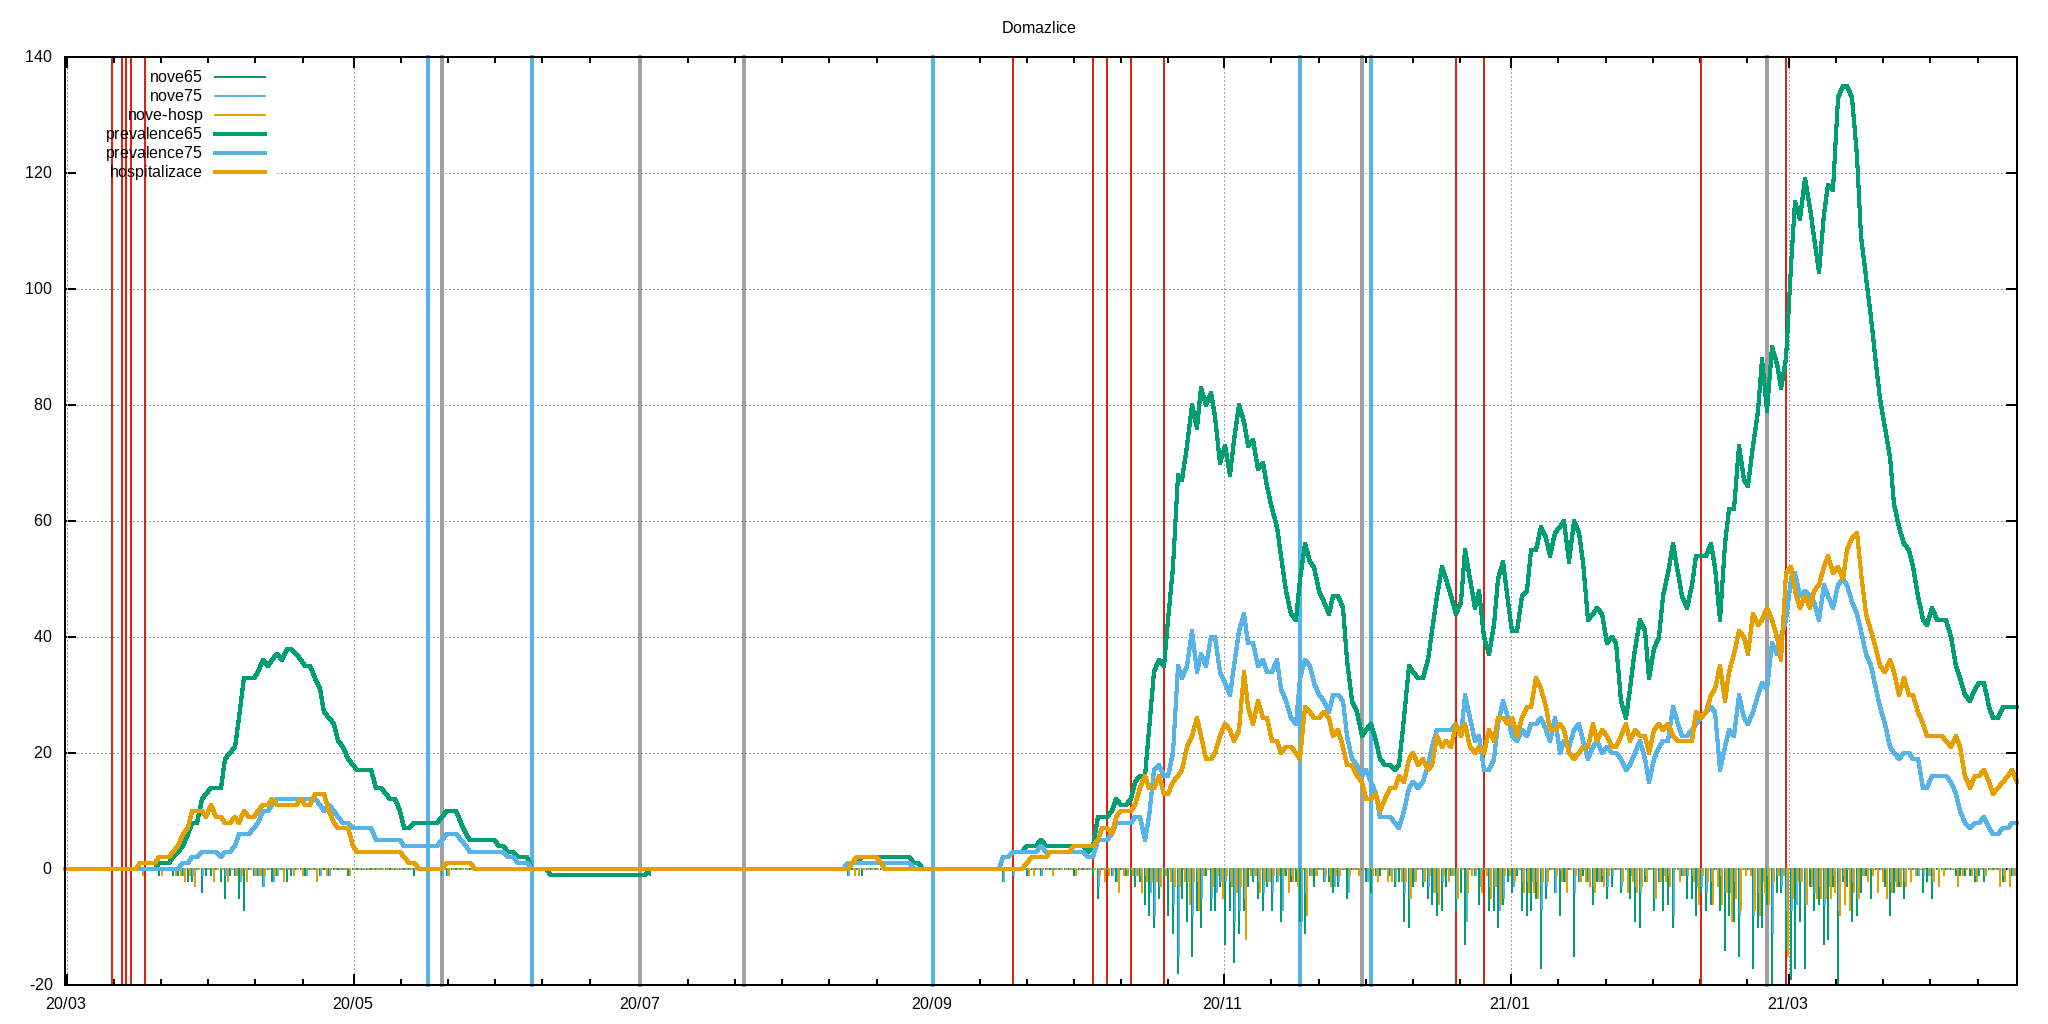 Domazlice
140
120
100
80
60
40
20
0
-20
nove65
nove75
nove-hosp
prevalence65
prevalence75
hospitalizace
20/03 20/05 20/07 20/09 20/11 21/01 21/03